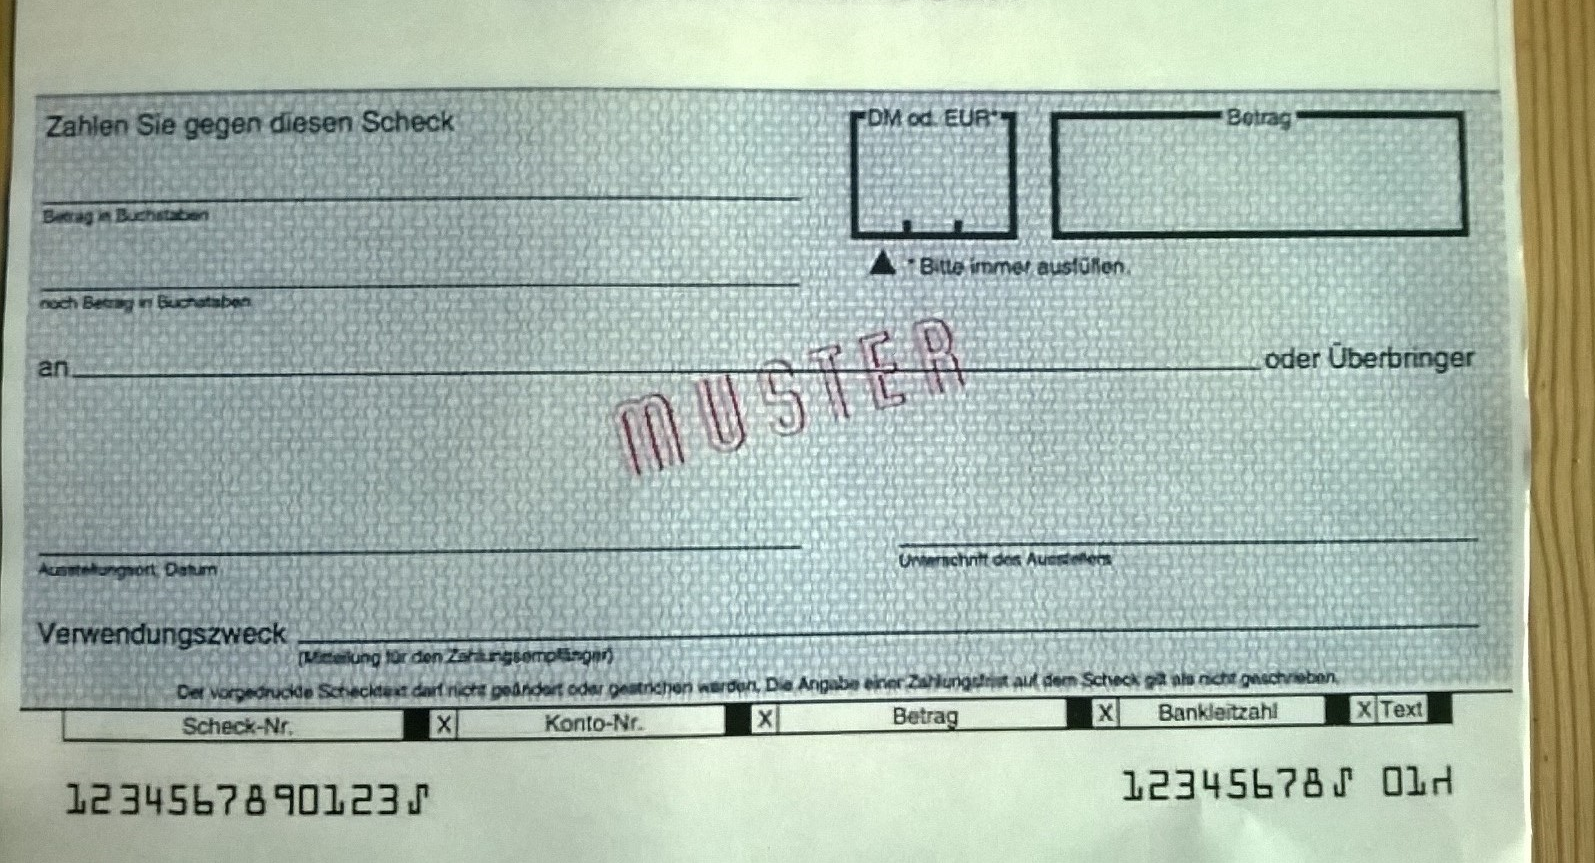 Zahlen Sie gegen diesen Scheck
DM od. EUR*
Betrag
Betrag in Buchstaben
* Bitte immer ausfüllen.
noch Betrag in Buchstaben
an
oder Überbringer
MUSTER
Ausstellungsort, Datum
Unterschrift des Ausstellers
Verwendungszweck
(Mitteilung für den Zahlungsempfänger)
Der vorgedruckte Schecktext darf nicht geändert oder gestrichen werden. Die Angabe einer Zahlungsfrist auf dem Scheck gilt als nicht geschrieben.
Scheck-Nr. X Konto-Nr. X Betrag X Bankleitzahl X Text
1234567890123⑀ 12345678⑀ 01⑁